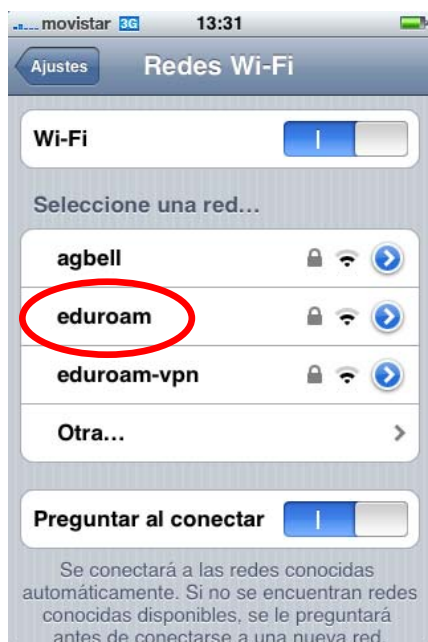 movistar 3G 13:31
Ajustes Redes Wi-Fi
Wi-Fi
Seleccione una red...
agbell
eduroam
eduroam-vpn
Otra...
Preguntar al conectar
Se conectará a las redes conocidas
automáticamente. Si no se encuentran redes
conocidas disponibles, se le preguntará
antes de conectarse a una nueva red